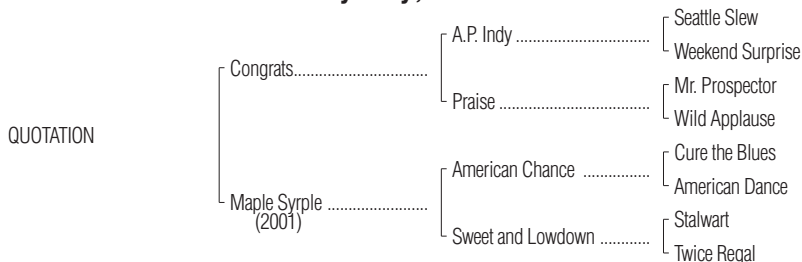 Seattle Slew
A.P. Indy ................................
Weekend Surprise
Congrats................................
Mr. Prospector
Praise ....................................
Wild Applause
QUOTATION
Cure the Blues
American Chance ................
American Dance
Maple Syrple ........................
(2001)
Stalwart
Sweet and Lowdown ............
Twice Regal